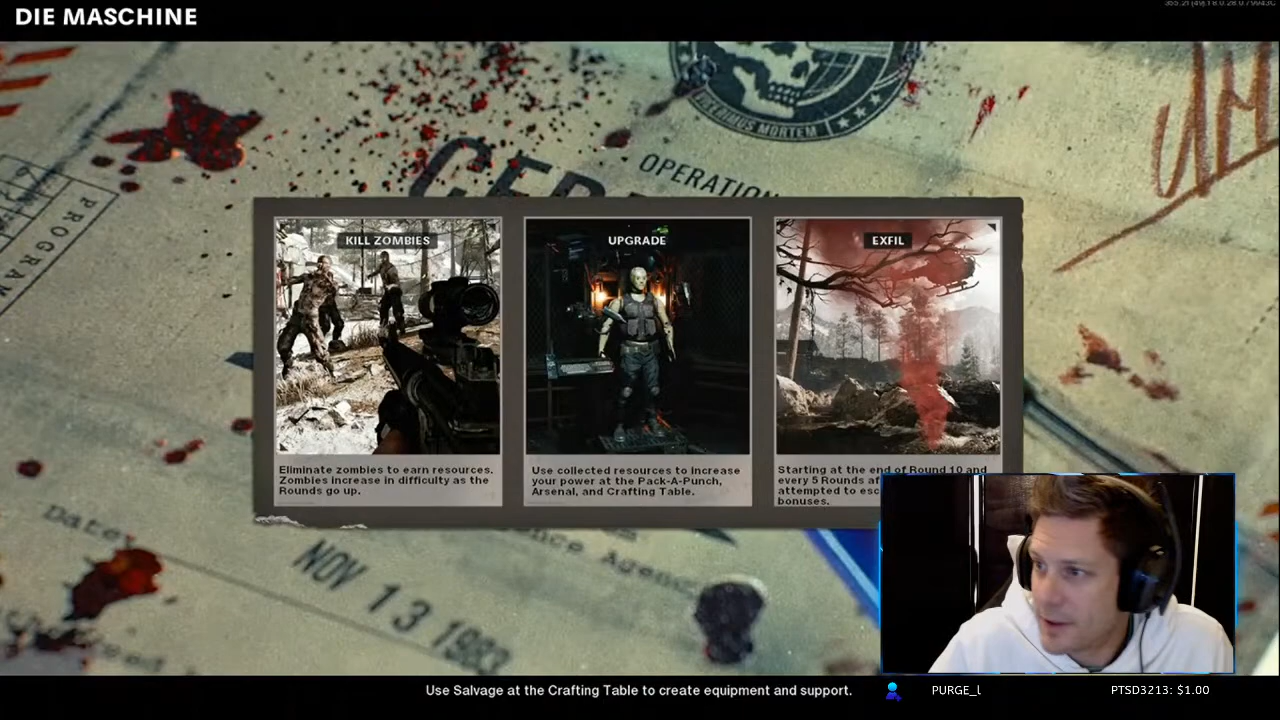 DIE MASCHINE
OPERATION
PROGRAM
KILL ZOMBIES
UPGRADE
EXFIL
Eliminate zombies to earn resources.
Zombies increase in difficulty as the
Rounds go up.
Use collected resources to increase
your power at the Pack-A-Punch,
Arsenal, and Crafting Table.
Starting at the end of Round 10 and
every 5 Rounds
attempted to
bonuses.
Date
NOV 13 1983
Use Salvage at the Crafting Table to create equipment and support.
PURGE_l
PTSD3213: $1.00